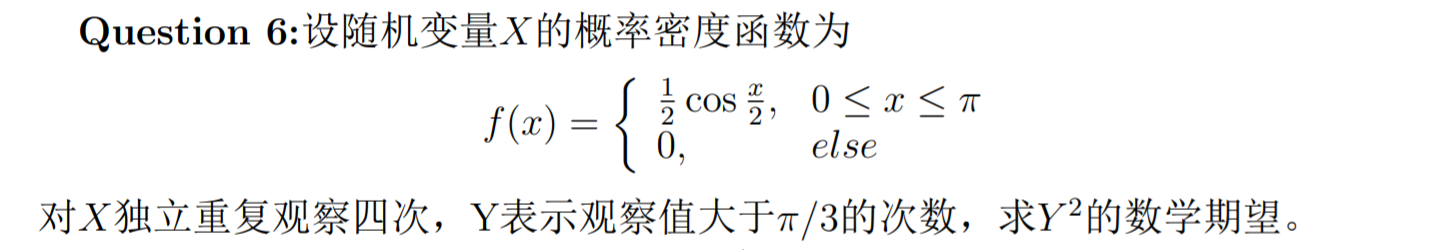 Question 6:设随机变量X的概率密度函数为
f(x) = { 1/2 cos x/2, 0 ≤ x ≤ π
0, else
对X独立重复观察四次，Y表示观察值大于π/3的次数，求Y²的数学期望。